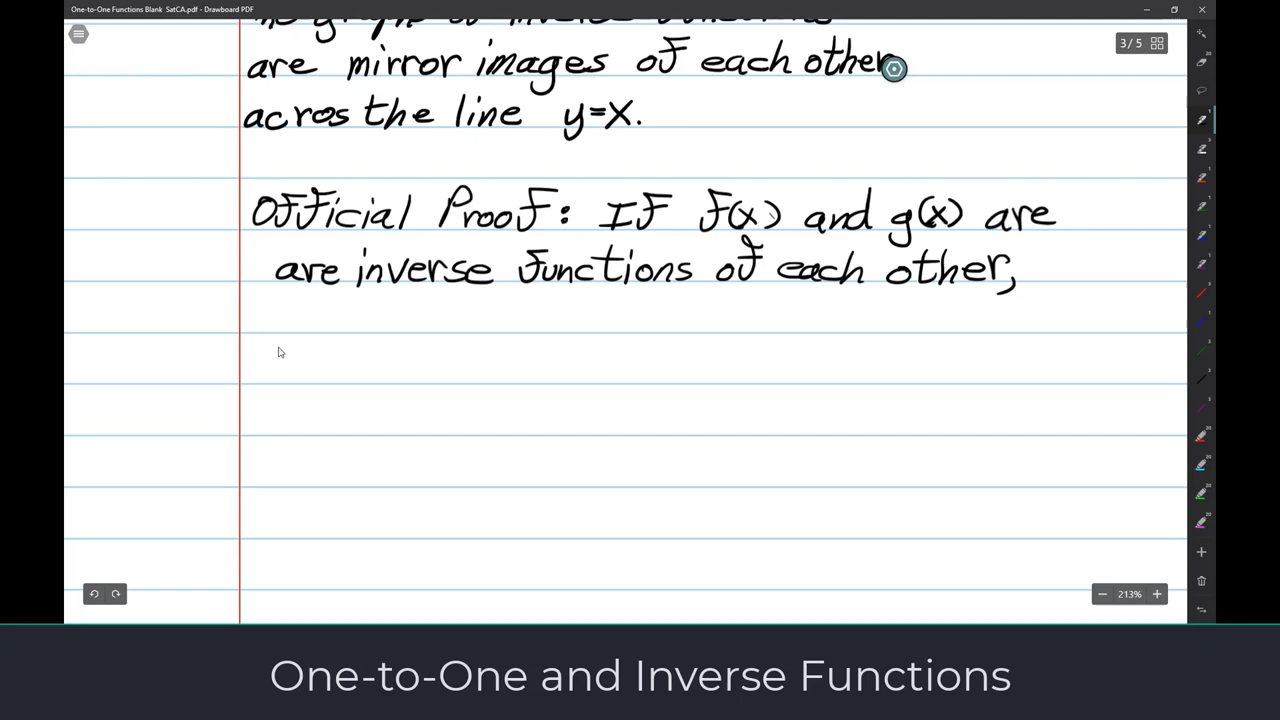 One-to-One Functions Blank SatCA.pdf - Drawboard PDF
3/5
are mirror images of each other
acros the line y=x.
Official Proof: If f(x) and g(x) are
are inverse functions of each other,
213%
One-to-One and Inverse Functions